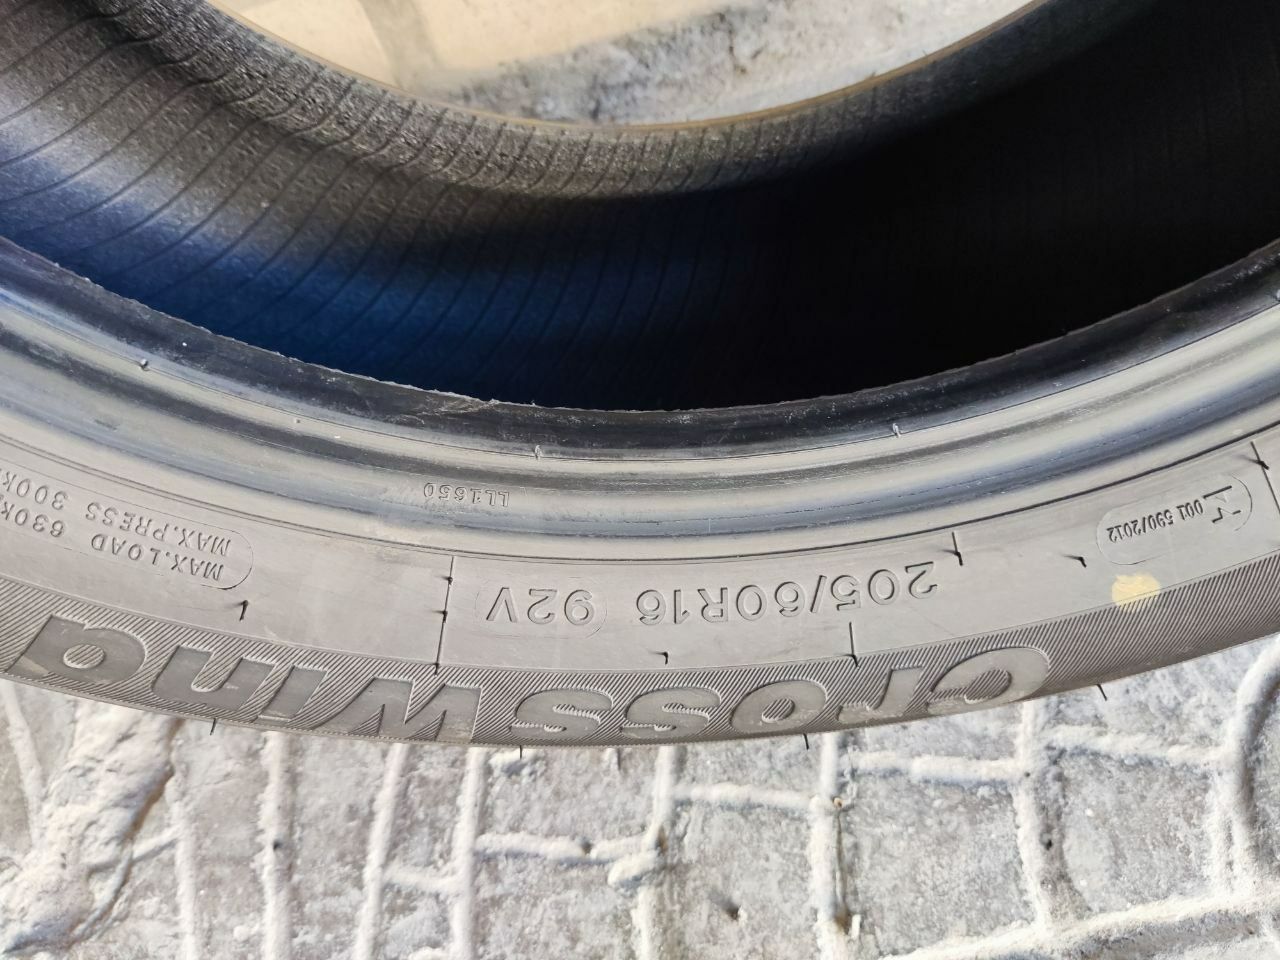 Crosswind
205/60R16 92V
MAX.LOAD 630K
MAX.PRESS 300K
001 590/2012
LL1650